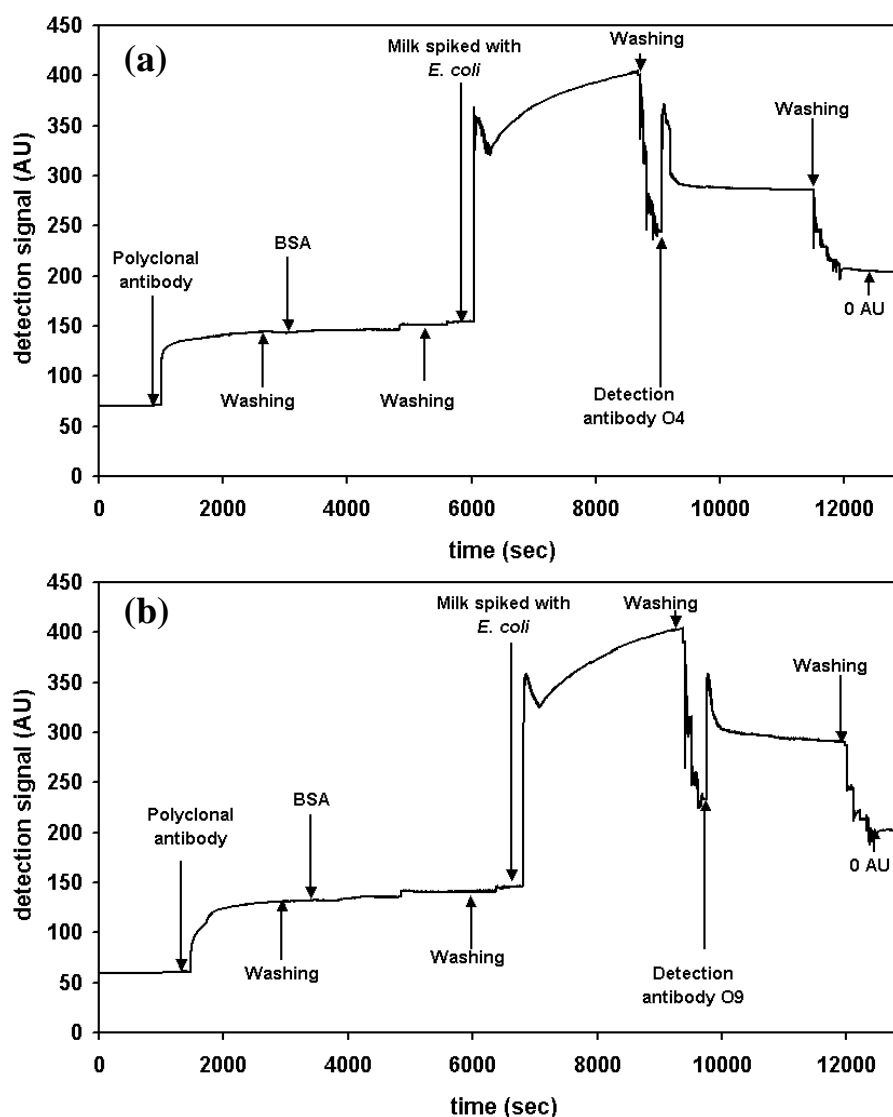 (a)
detection signal (AU)
450
400
350
300
250
200
150
100
50
0
Polyclonal
antibody
BSA
Washing
Washing
Milk spiked with
E. coli
Washing
Detection
antibody O4
Washing
0 AU
0
2000
4000
6000
8000
10000
12000
time (sec)
(b)
detection signal (AU)
450
400
350
300
250
200
150
100
50
0
Polyclonal
antibody
BSA
Washing
Washing
Milk spiked with
E. coli
Washing
Detection
antibody O9
Washing
0 AU
0
2000
4000
6000
8000
10000
12000
time (sec)